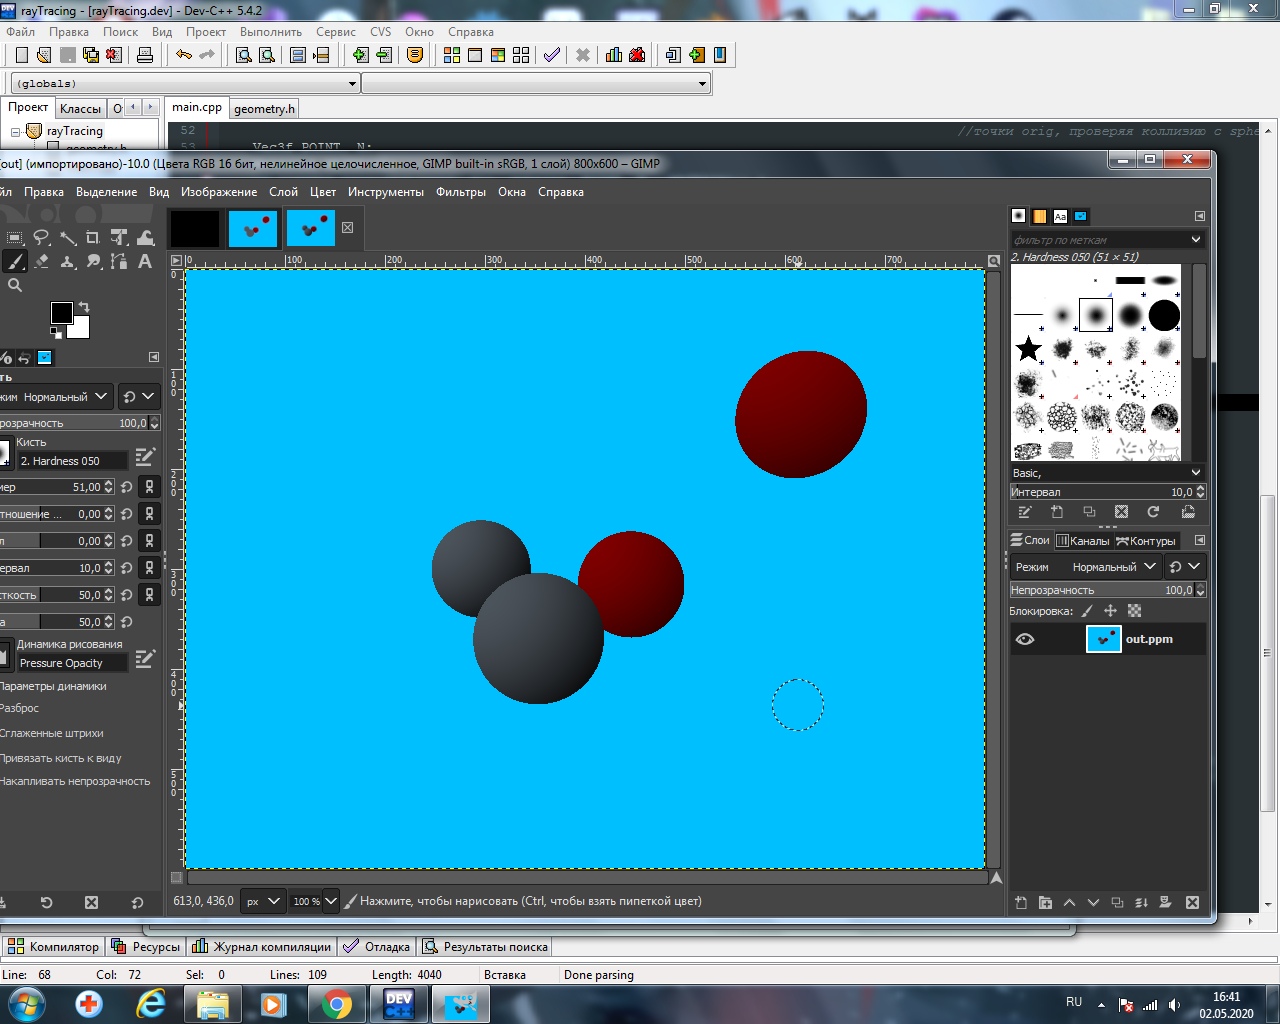 rayTracing - [rayTracing.dev] - Dev-C++ 5.4.2
Файл Правка Поиск Вид Проект Выполнить Сервис CVS Окно Справка
(globals)
Проект Классы О main.cpp geometry.h
rayTracing
52 //точки orig, проверяя коллизию с sphe
53 Vec3f POINT, N;
[out] (импортировано)-10.0 (Цвета RGB 16 бит, нелинейное целочисленное, GIMP built-in sRGB, 1 слой) 800x600 – GIMP
йл Правка Выделение Вид Изображение Слой Цвет Инструменты Фильтры Окна Справка
фильтр по меткам
2. Hardness 050 (51 × 51)
0 100 200 300 400 500 600 700
0
100
200
300
400
500
ть
жим Нормальный
прозрачность 100,0
Кисть
2. Hardness 050
мер 51,00
тношение ... 0,00
л 0,00
ервал 10,0
сткость 50,0
а 50,0
Динамика рисования
Pressure Opacity
Параметры динамики
Разброс
Сглаженные штрихи
Привязать кисть к виду
Накапливать непрозрачность
Basic,
Интервал 10,0
Слои Каналы Контуры
Режим Нормальный
Непрозрачность 100,0
Блокировка:
out.ppm
613,0, 436,0 px 100 % Нажмите, чтобы нарисовать (Ctrl, чтобы взять пипеткой цвет)
Компилятор Ресурсы Журнал компиляции Отладка Результаты поиска
Line: 68 Col: 72 Sel: 0 Lines: 109 Length: 4040 Вставка Done parsing
DEV C++
RU 16:41
02.05.2020